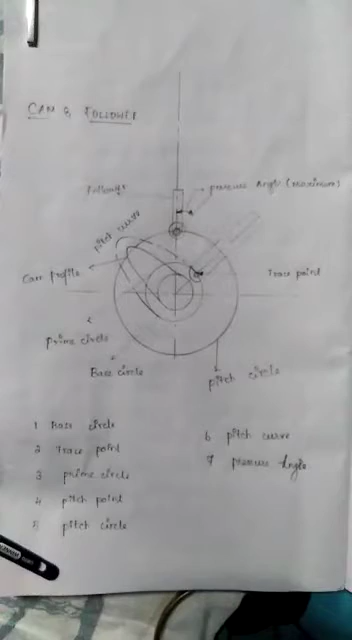 CAM & FOLLOWER
Follower
pressure Angle (maximum)
pitch curve
Cam profile
Trace point
prime circle
Base circle
pitch circle
1 Base circle
2 Trace point
3 prime circle
4 pitch point
5 pitch circle
6 pitch curve
7 pressure Angle